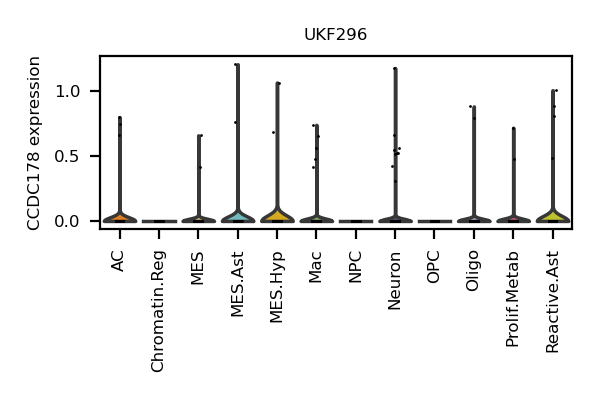 UKF296
CCDC178 expression
1.0
0.5
0.0
AC
Chromatin.Reg
MES
MES.Ast
MES.Hyp
Mac
NPC
Neuron
OPC
Oligo
Prolif.Metab
Reactive.Ast